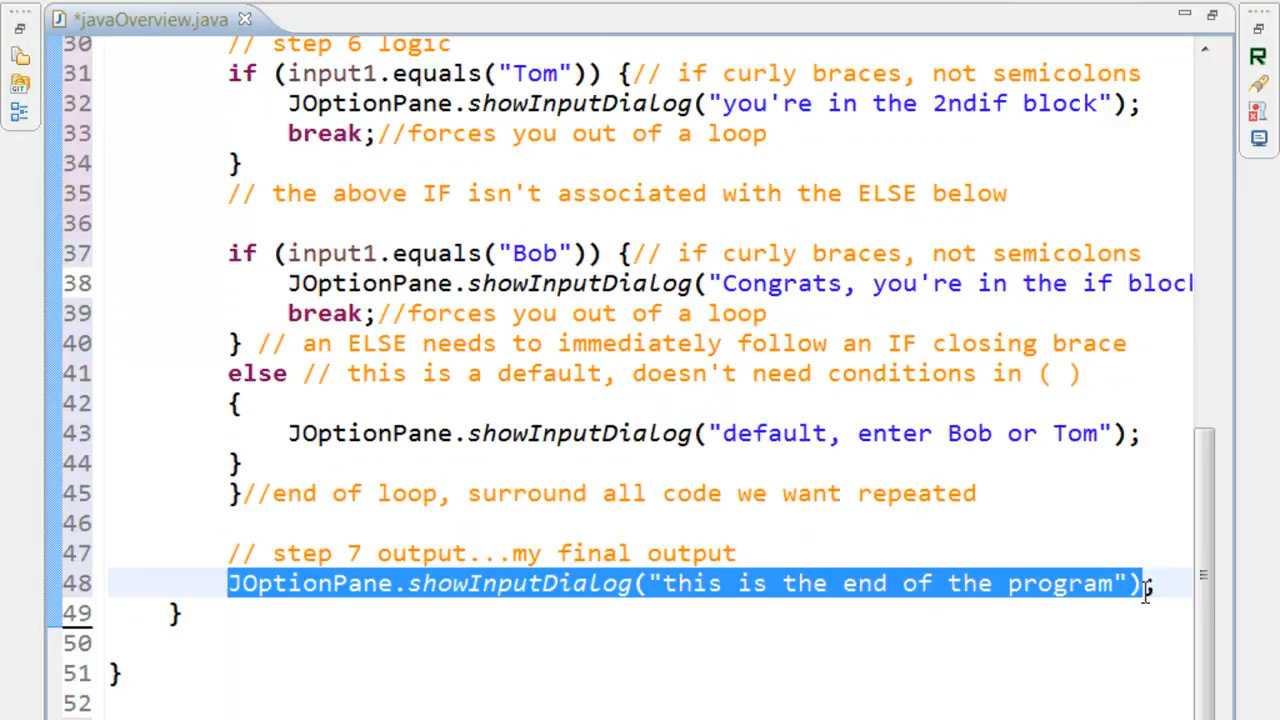 *javaOverview.java
30 // step 6 logic
31 if (input1.equals("Tom")) {// if curly braces, not semicolons
32 JOptionPane.showInputDialog("you're in the 2ndif block");
33 break;//forces you out of a loop
34 }
35 // the above IF isn't associated with the ELSE below
36
37 if (input1.equals("Bob")) {// if curly braces, not semicolons
38 JOptionPane.showInputDialog("Congrats, you're in the if block
39 break;//forces you out of a loop
40 } // an ELSE needs to immediately follow an IF closing brace
41 else // this is a default, doesn't need conditions in ( )
42 {
43 JOptionPane.showInputDialog("default, enter Bob or Tom");
44 }
45 }//end of loop, surround all code we want repeated
46
47 // step 7 output...my final output
48 JOptionPane.showInputDialog("this is the end of the program");
49 }
50
51 }
52